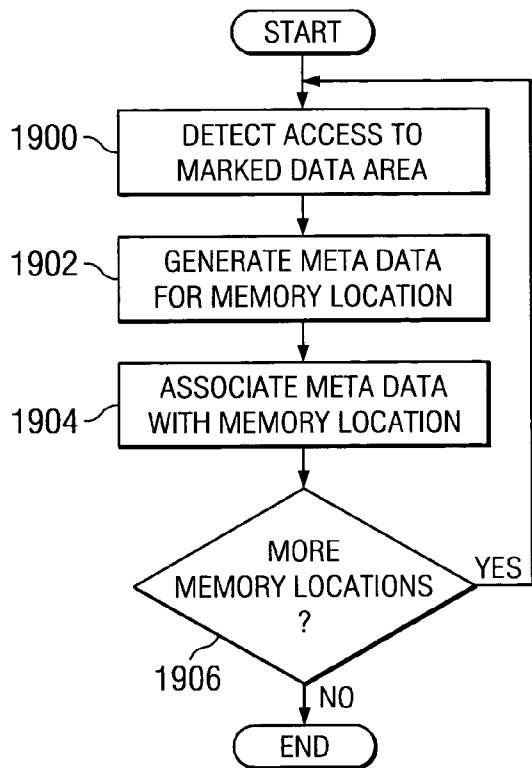 START
1900
DETECT ACCESS TO
MARKED DATA AREA
1902
GENERATE META DATA
FOR MEMORY LOCATION
1904
ASSOCIATE META DATA
WITH MEMORY LOCATION
MORE
MEMORY LOCATIONS
?
YES
1906
NO
END